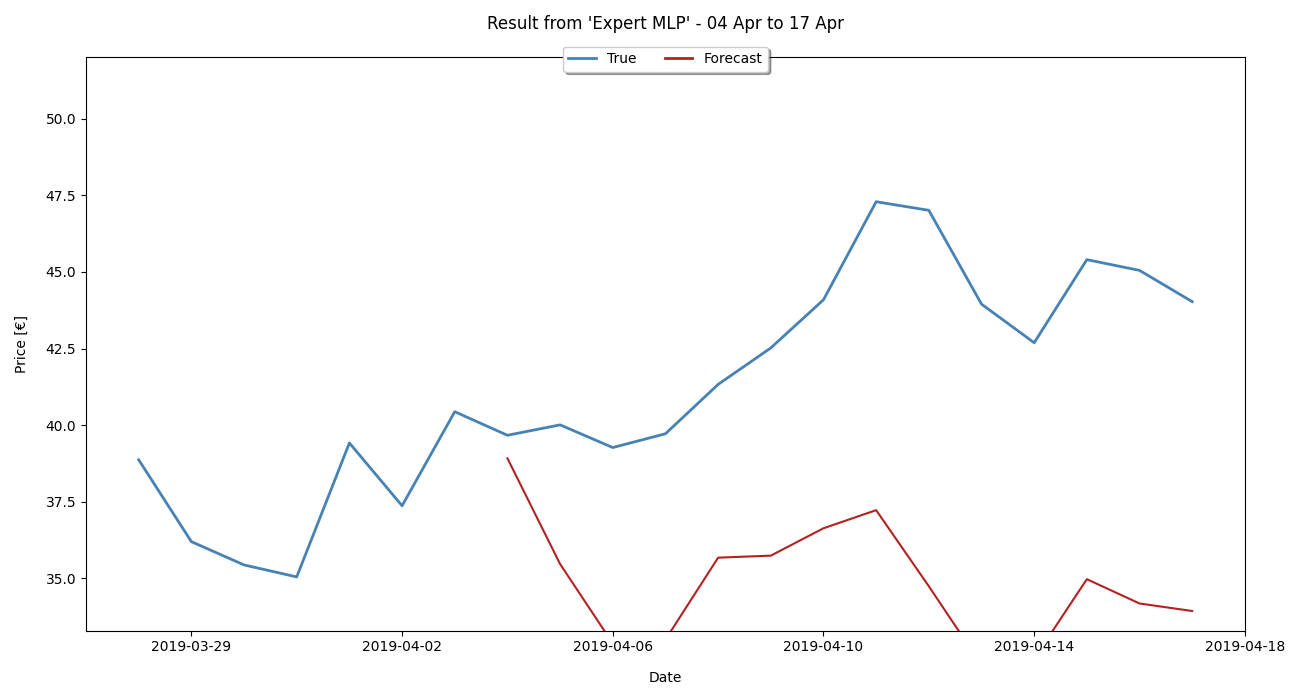 Result from 'Expert MLP' - 04 Apr to 17 Apr
True Forecast
50.0
47.5
45.0
42.5
40.0
37.5
35.0
Price [€]
2019-03-29 2019-04-02 2019-04-06 2019-04-10 2019-04-14 2019-04-18
Date